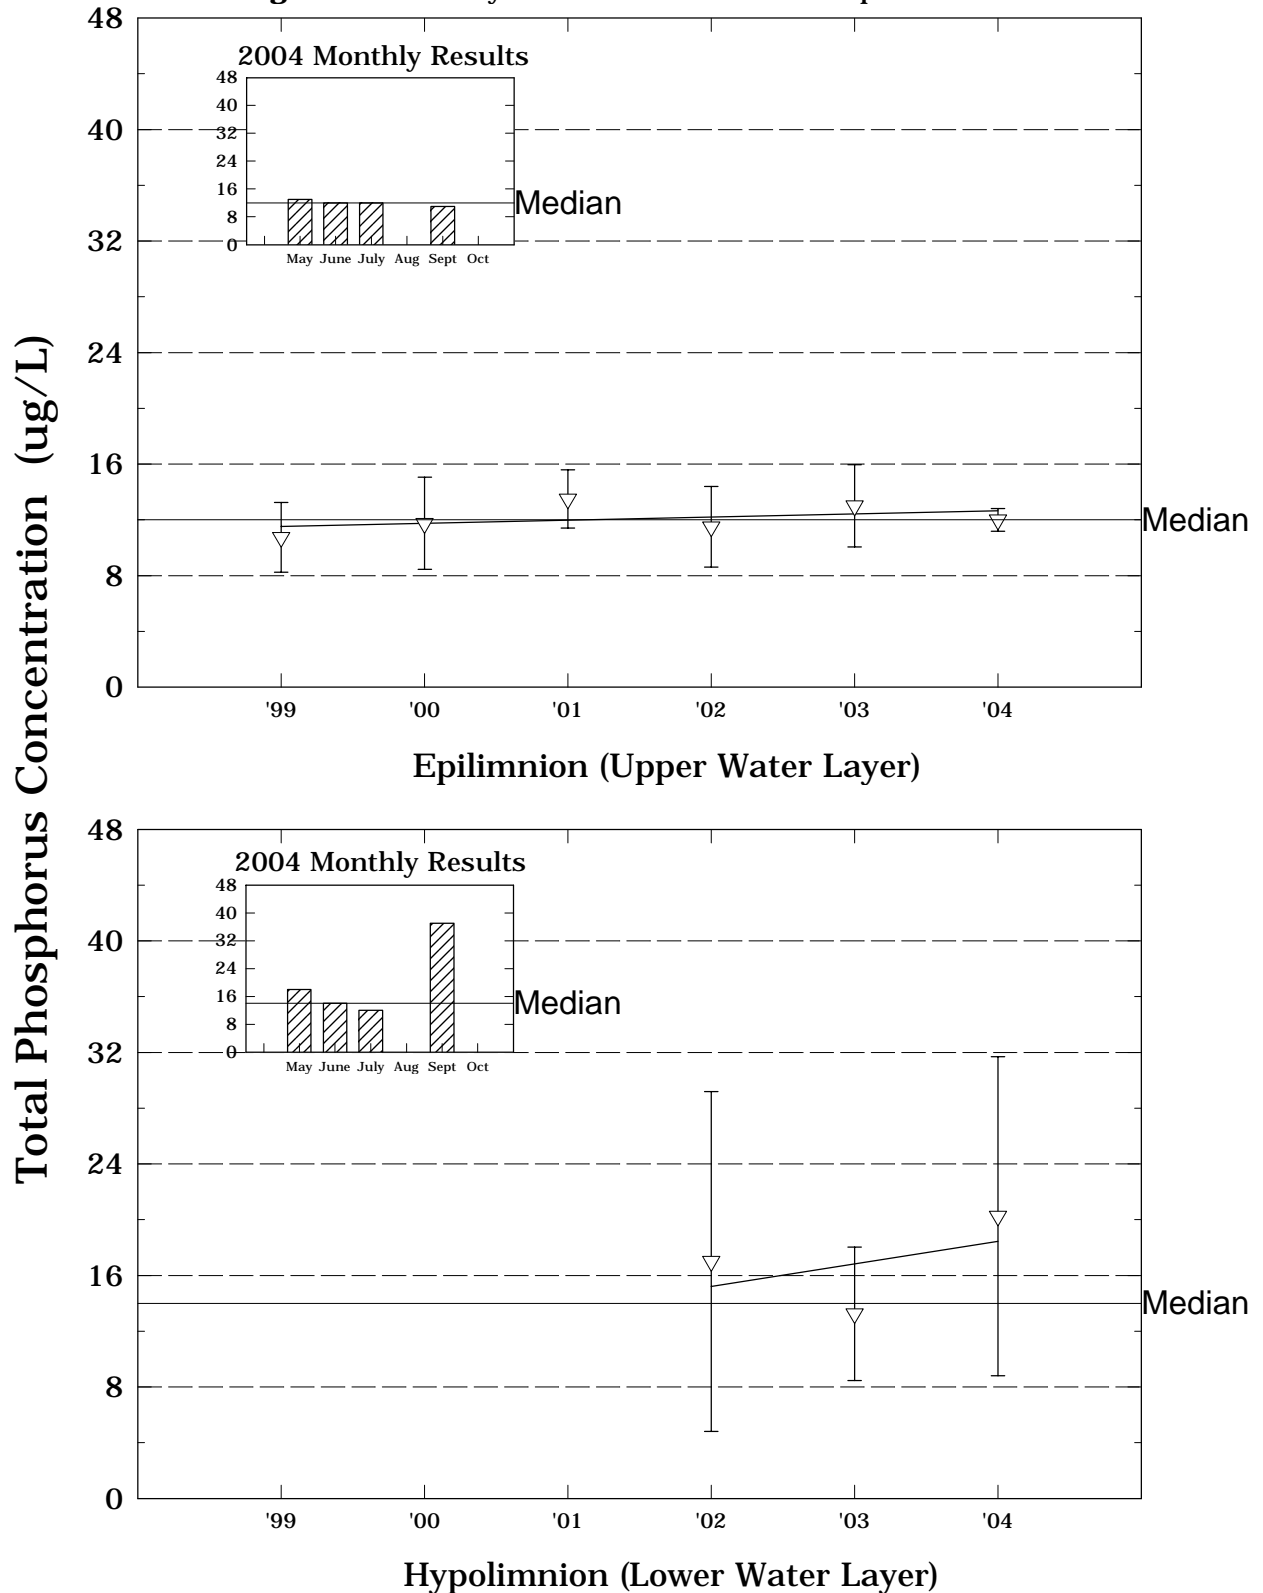 48
40
32
24
16
8
0
2004 Monthly Results
48
40
32
24
16
8
0
May June July Aug Sept Oct
Median
Median
'99 '00 '01 '02 '03 '04
Epilimnion (Upper Water Layer)
Total Phosphorus Concentration (ug/L)
48
40
32
24
16
8
0
2004 Monthly Results
48
40
32
24
16
8
0
May June July Aug Sept Oct
Median
Median
'99 '00 '01 '02 '03 '04
Hypolimnion (Lower Water Layer)